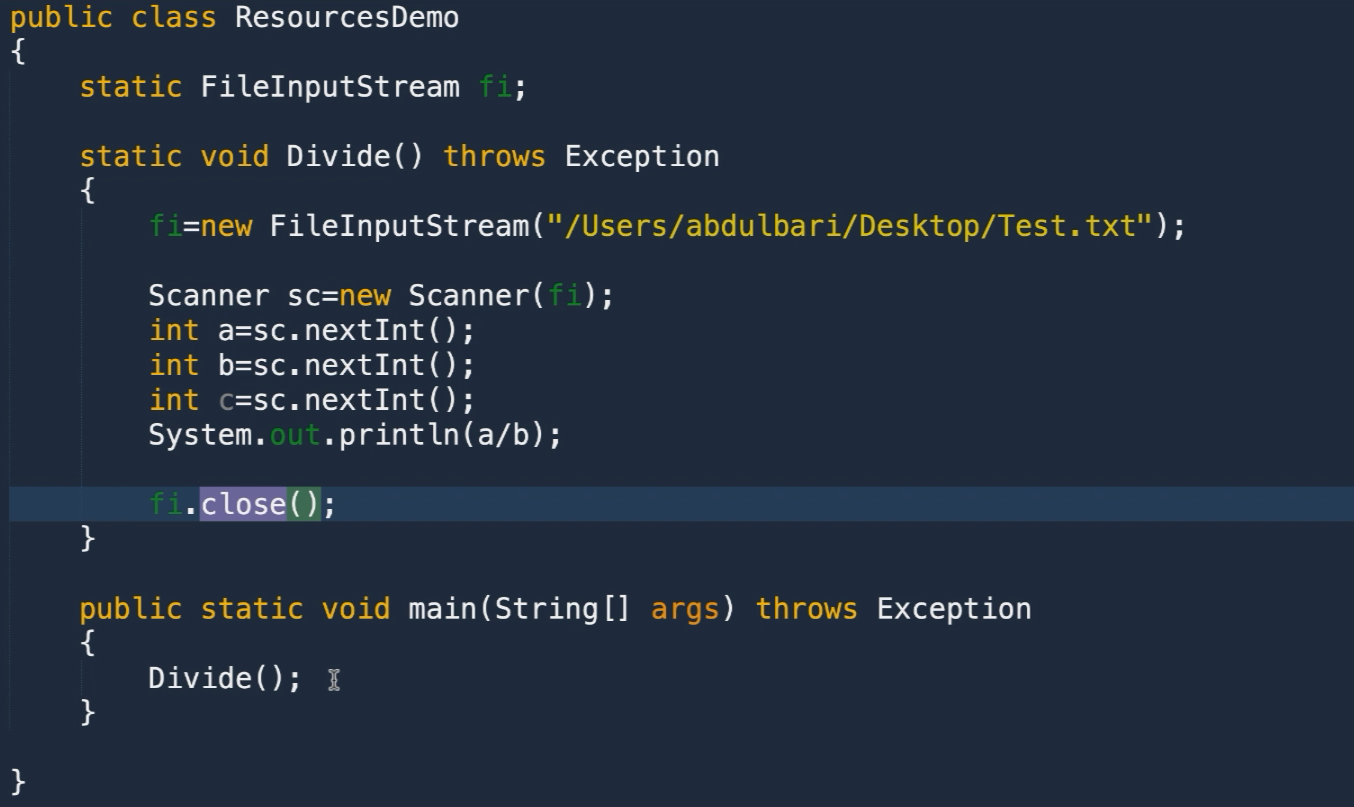 public class ResourcesDemo
{
    static FileInputStream fi;
    static void Divide() throws Exception
    {
        fi=new FileInputStream("/Users/abdulbari/Desktop/Test.txt");
        Scanner sc=new Scanner(fi);
        int a=sc.nextInt();
        int b=sc.nextInt();
        int c=sc.nextInt();
        System.out.println(a/b);
        fi.close();
    }
    public static void main(String[] args) throws Exception
    {
        Divide();
    }
}